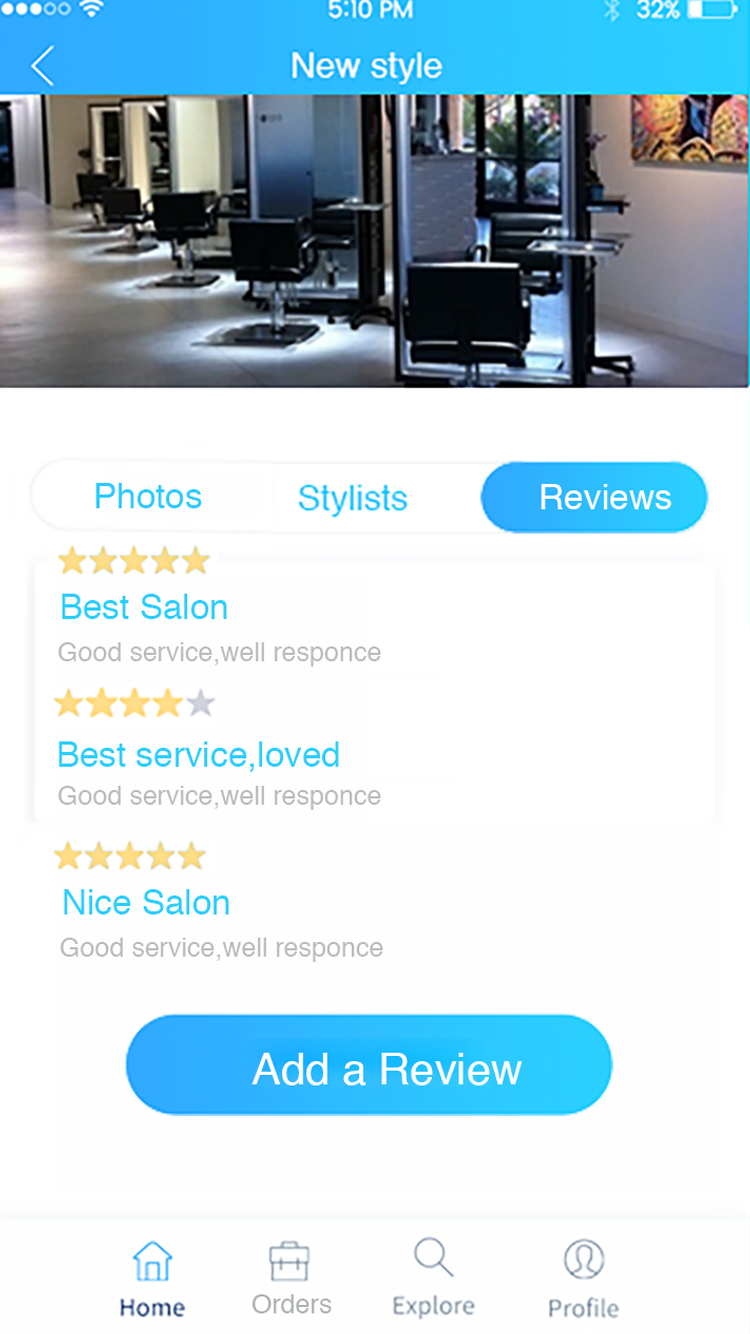 5:10 PM
32%
New style
Photos
Stylists
Reviews
Best Salon
Good service,well responce
Best service,loved
Good service,well responce
Nice Salon
Good service,well responce
Add a Review
Home
Orders
Explore
Profile